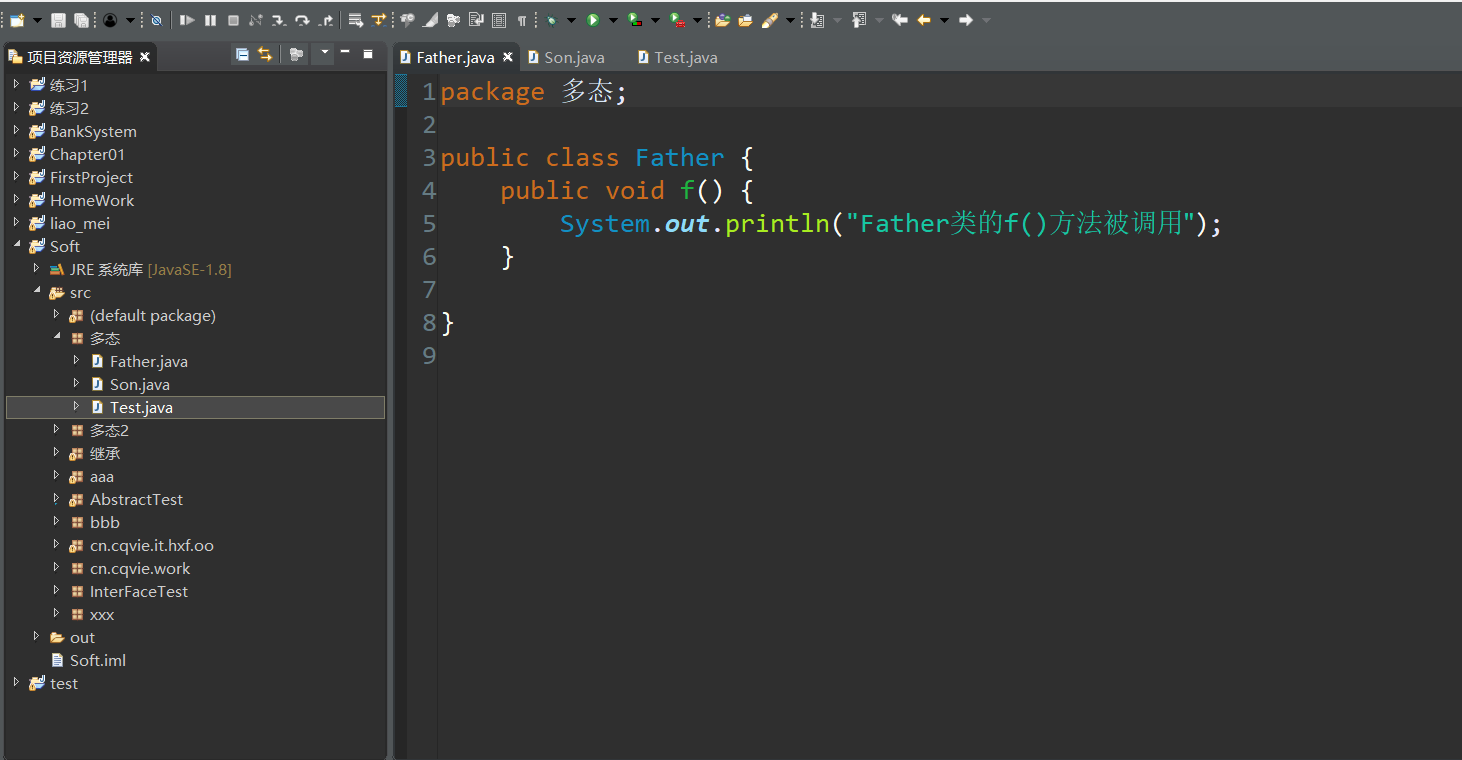 项目资源管理器
练习1
练习2
BankSystem
Chapter01
FirstProject
HomeWork
liao_mei
Soft
JRE 系统库 [JavaSE-1.8]
src
(default package)
多态
Father.java
Son.java
Test.java
多态2
继承
aaa
AbstractTest
bbb
cn.cqvie.it.hxf.oo
cn.cqvie.work
InterFaceTest
xxx
out
Soft.iml
test
Father.java Son.java Test.java
1 package 多态;
2
3 public class Father {
4 public void f() {
5 System.out.println("Father类的f()方法被调用");
6 }
7
8 }
9